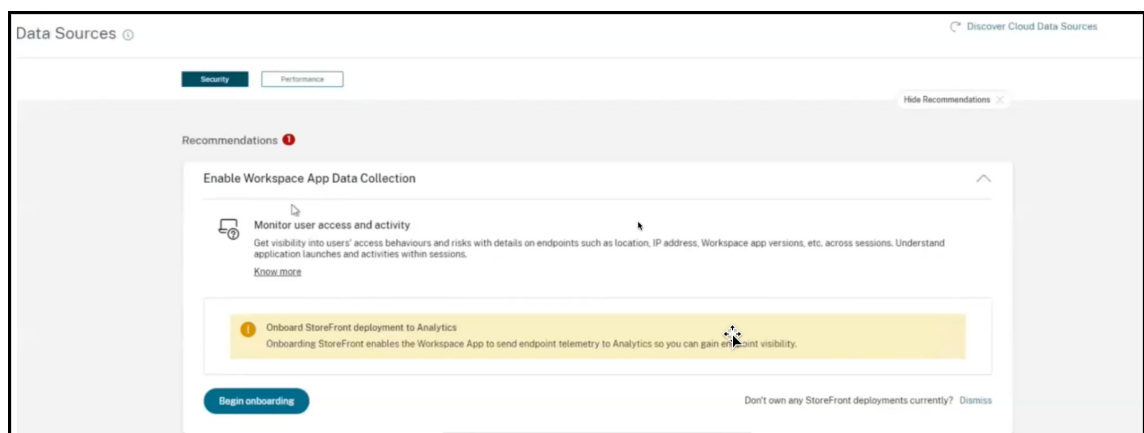 Data Sources
Discover Cloud Data Sources
Security
Performance
Hide Recommendations
Recommendations 1
Enable Workspace App Data Collection
Monitor user access and activity
Get visibility into users' access behaviours and risks with details on endpoints such as location, IP address, Workspace app versions, etc. across sessions. Understand
application launches and activities within sessions.
Know more
Onboard StoreFront deployment to Analytics
Onboarding StoreFront enables the Workspace App to send endpoint telemetry to Analytics so you can gain endpoint visibility.
Begin onboarding
Don't own any StoreFront deployments currently? Dismiss